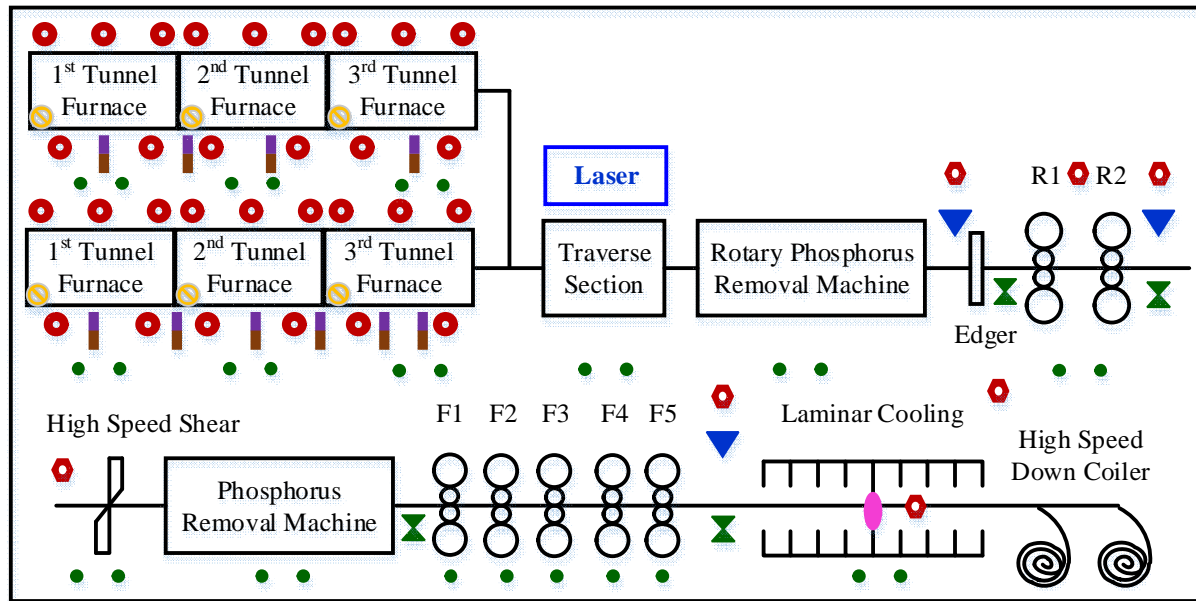 1st Tunnel
Furnace
2nd Tunnel
Furnace
3rd Tunnel
Furnace
1st Tunnel
Furnace
2nd Tunnel
Furnace
3rd Tunnel
Furnace
Laser
Traverse
Section
Rotary Phosphorus
Removal Machine
Edger
R1
R2
High Speed Shear
Phosphorus
Removal Machine
F1
F2
F3
F4
F5
Laminar Cooling
High Speed
Down Coiler